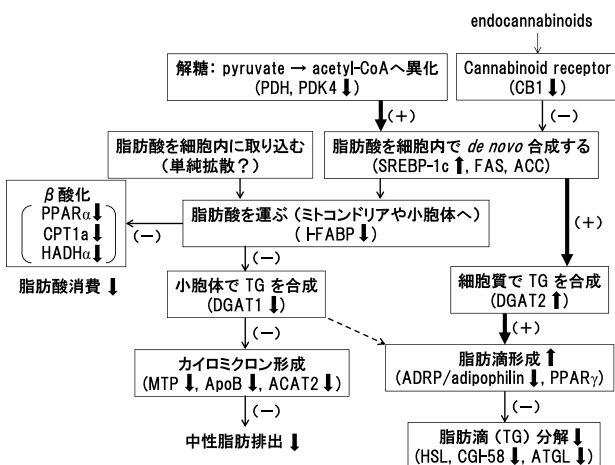 endocannabinoids
解糖: pyruvate → acetyl-CoAへ異化
(PDH, PDK4⬇)
Cannabinoid receptor
(CB1⬇)
(+)
(−)
脂肪酸を細胞内に取り込む
(単純拡散?)
脂肪酸を細胞内で de novo 合成する
(SREBP-1c⬆, FAS, ACC)
β酸化
PPARα⬇
CPT1a⬇
HADHα⬇
脂肪酸消費⬇
(−)
脂肪酸を運ぶ (ミトコンドリアや小胞体へ)
(I-FABP⬇)
(+)
(−)
小胞体で TG を合成
(DGAT1⬇)
細胞質で TG を合成
(DGAT2⬆)
(−)
(+)
カイロミクロン形成
(MTP⬇, ApoB⬇, ACAT2⬇)
脂肪滴形成⬆
(ADRP/adipophilin⬇, PPARγ)
(−)
(−)
中性脂肪排出⬇
脂肪滴 (TG) 分解⬇
(HSL, CGI-58⬇, ATGL⬇)